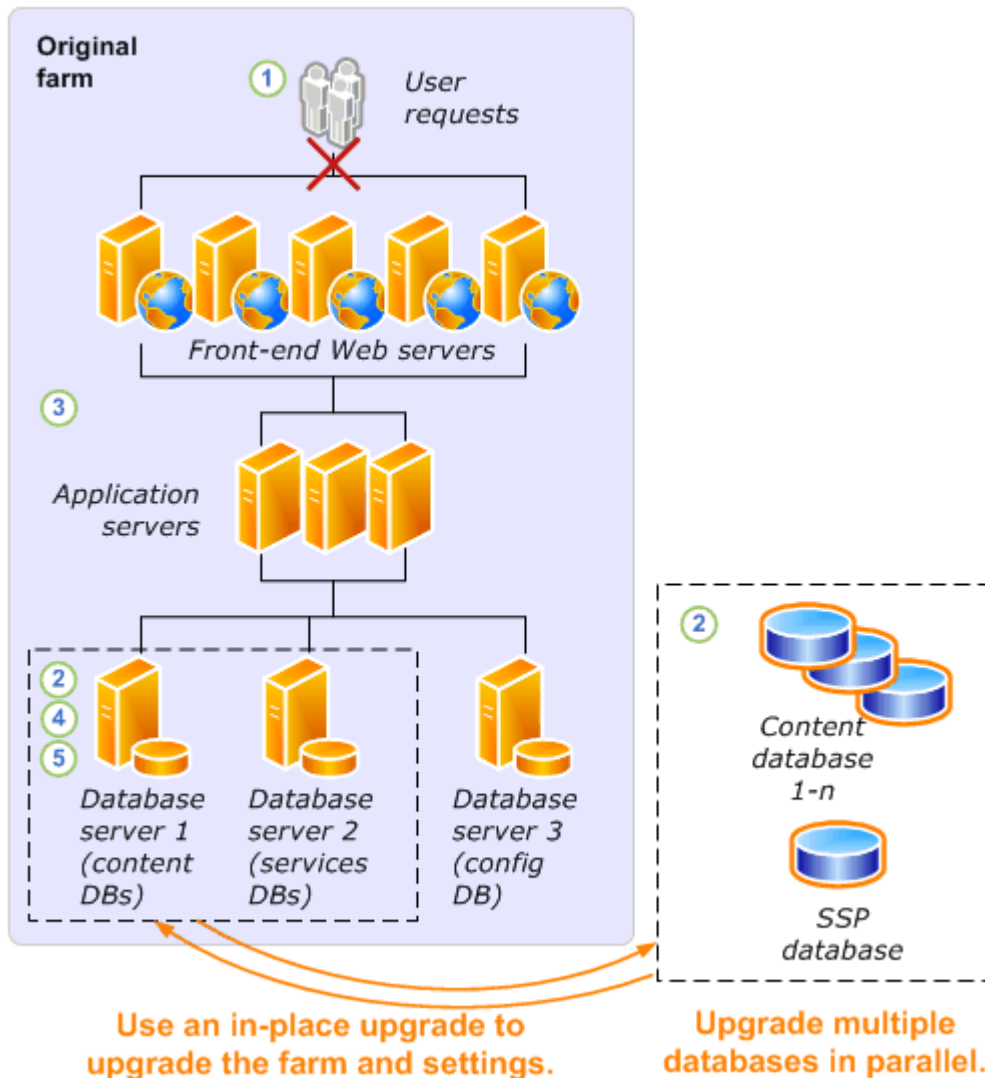 Original
farm
1
User
requests
Front-end Web servers
3
Application
servers
2
4
5
Database
server 1
(content
DBs)
Database
server 2
(services
DBs)
Database
server 3
(config
DB)
2
Content
database
1-n
SSP
database
Use an in-place upgrade to
upgrade the farm and settings.
Upgrade multiple
databases in parallel.